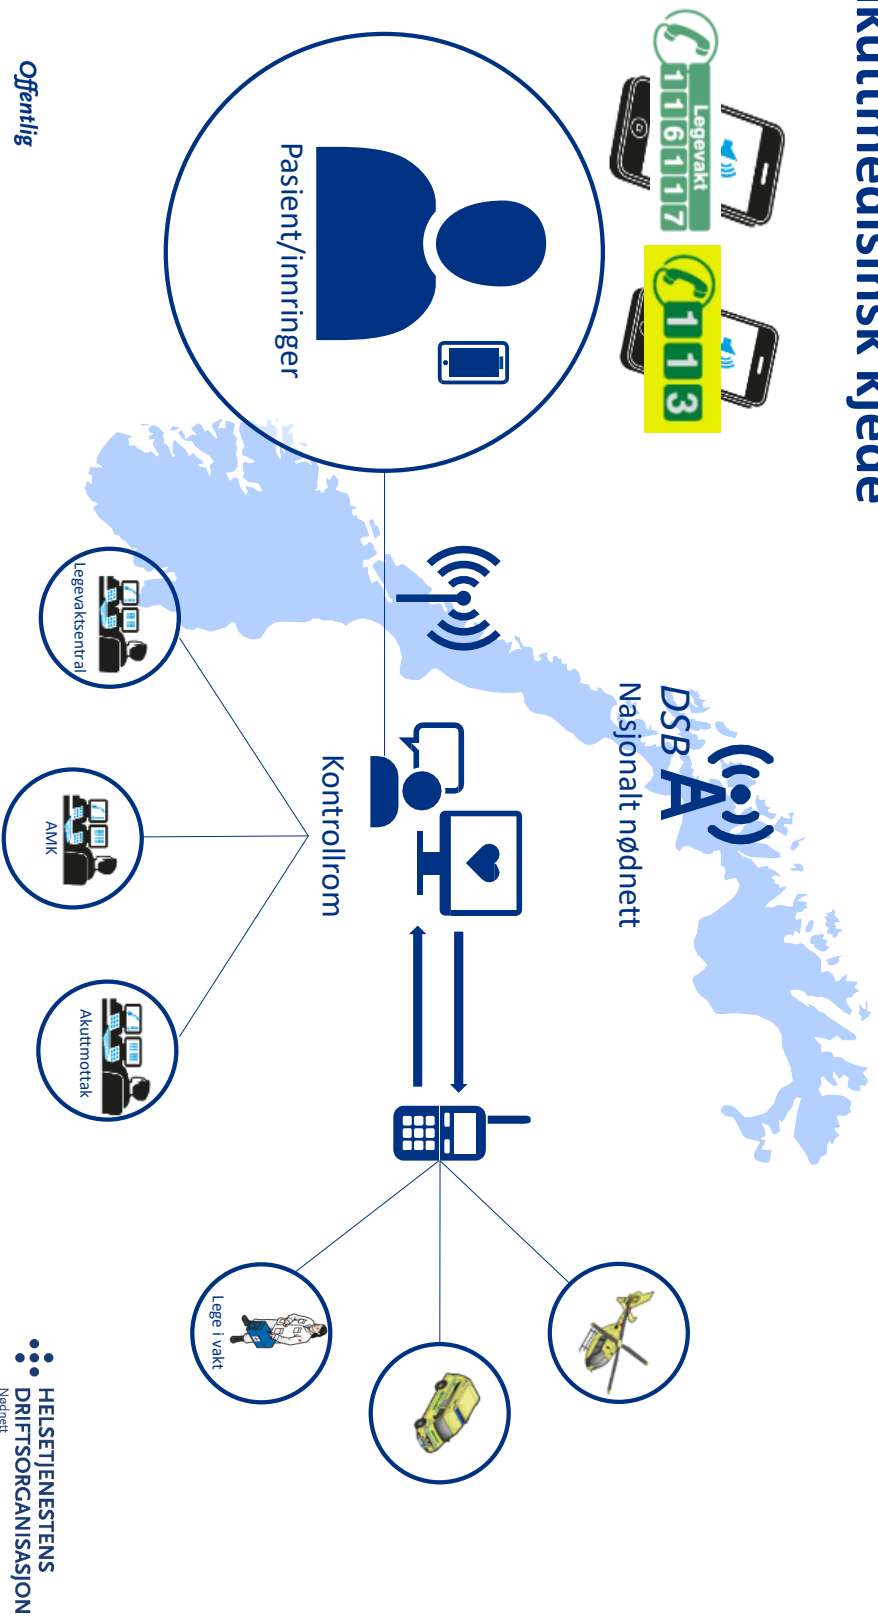 kuttmedisinsk kjede
Legevakt
116117
113
DSB
Nasjonalt nødnett
Pasient/innringer
Kontrollrom
Legevaktsentral
AMK
Akuttmottak
Lege i vakt
Offentlig
HELSETJENESTENS
DRIFTSORGANISASJON
Nødnett